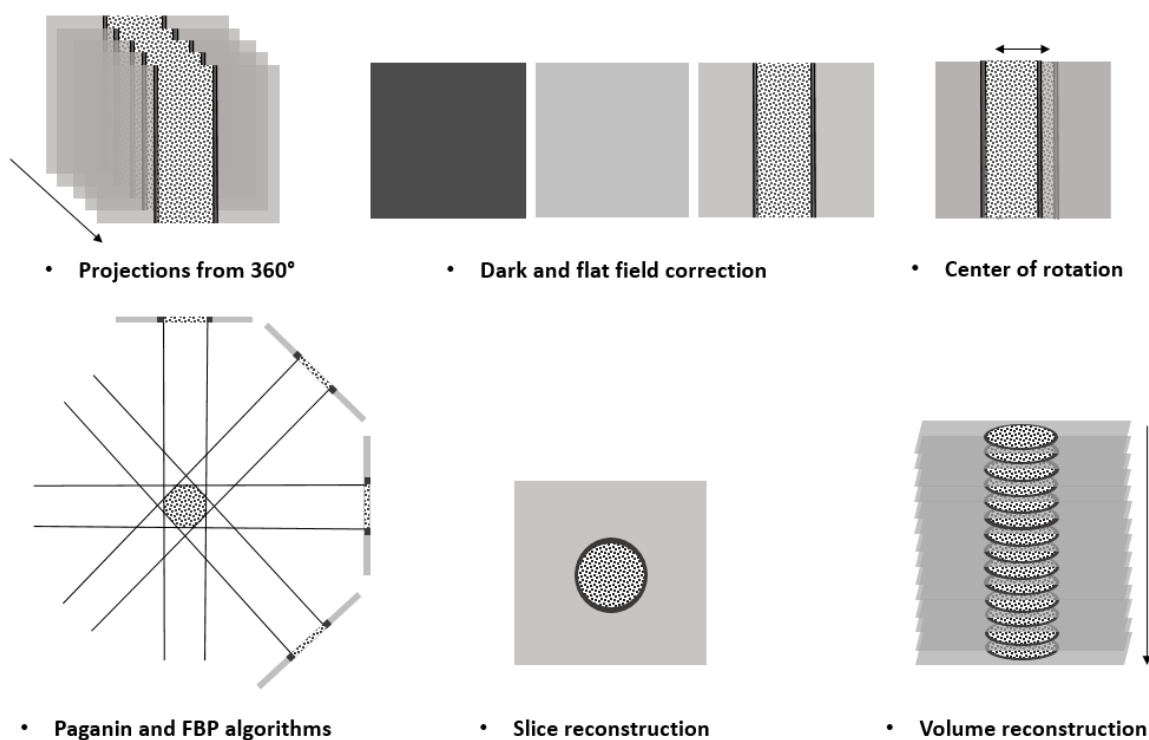 • Projections from 360°
• Dark and flat field correction
• Center of rotation
• Paganin and FBP algorithms
• Slice reconstruction
• Volume reconstruction